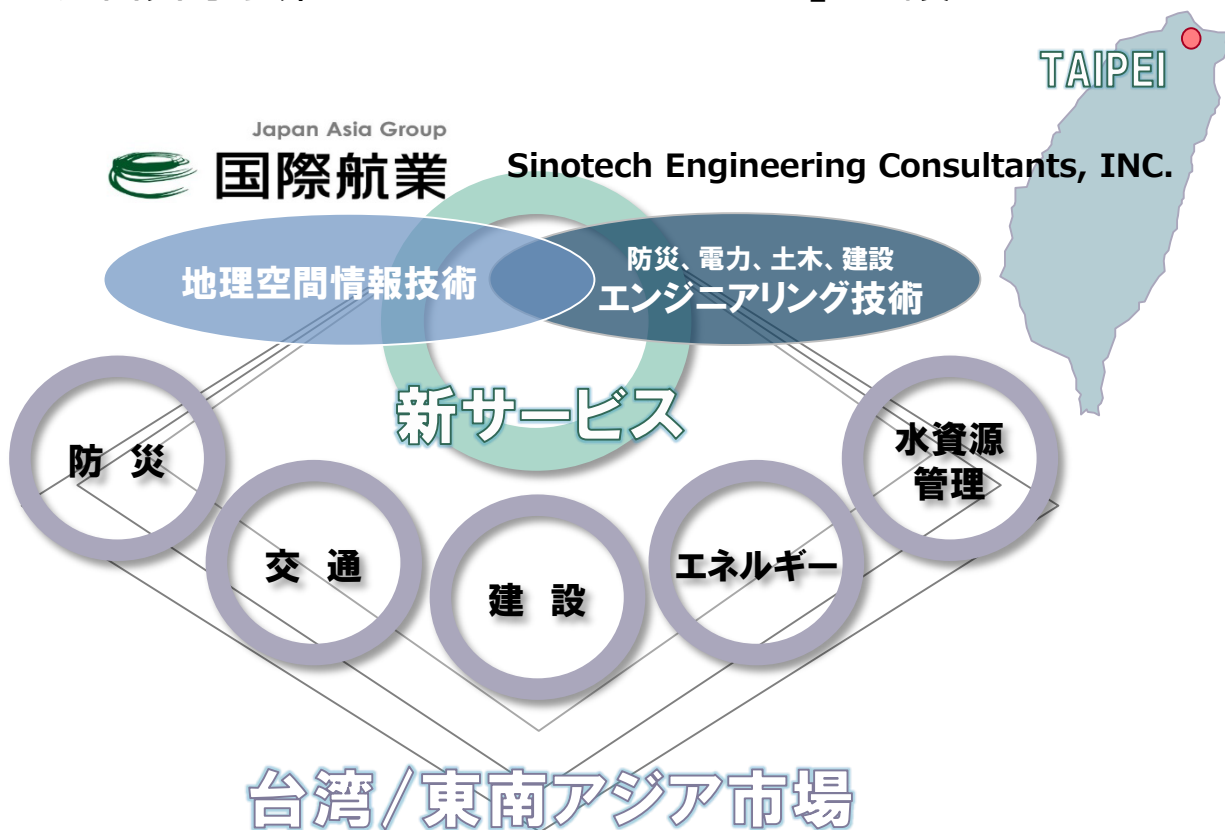 TAIPEI
Japan Asia Group
国際航業
Sinotech Engineering Consultants, INC.
地理空間情報技術
防災、電力、土木、建設
エンジニアリング技術
新サービス
防 災
交 通
建 設
エネルギー
水資源
管理
台湾/東南アジア市場